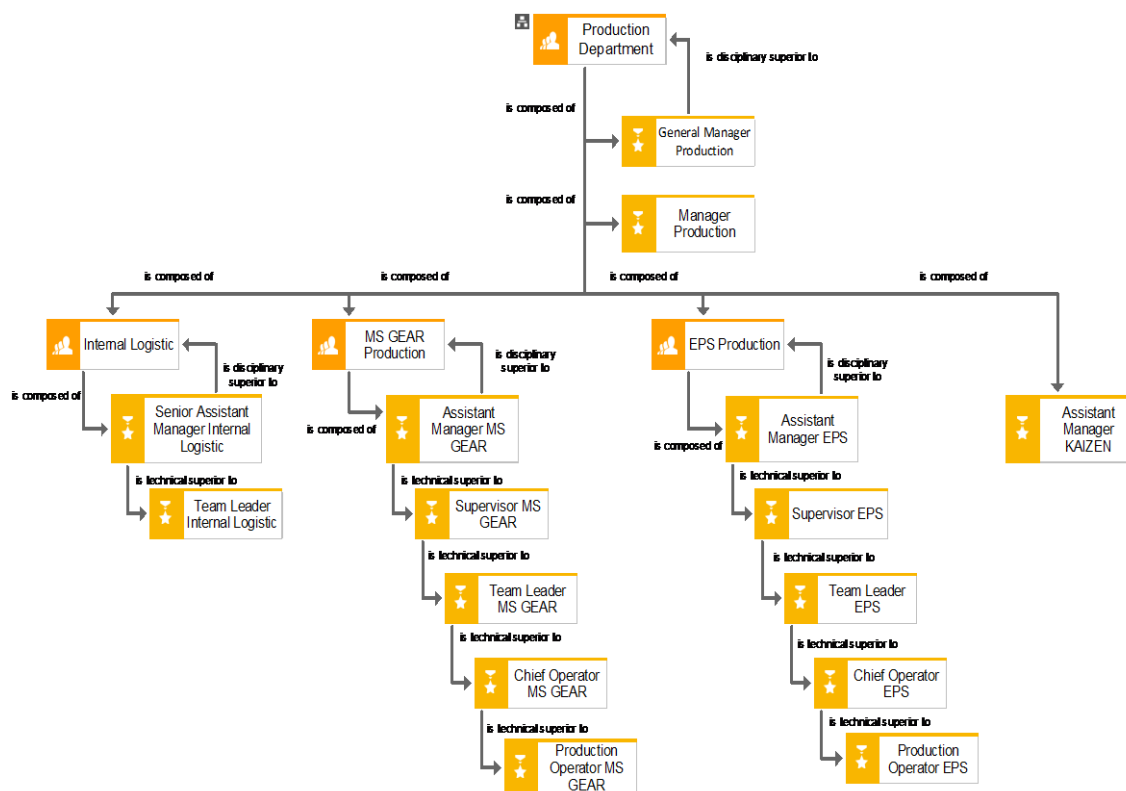 Production
Department
is disciplinary superior to
is composed of
General Manager
Production
is composed of
Manager
Production
is composed of
is composed of
is composed of
is composed of
Internal Logistic
MS GEAR
Production
EPS Production
is disciplinary
superior to
is disciplinary
superior to
is disciplinary
superior to
is composed of
Senior Assistant
Manager Internal
Logistic
is composed of
Assistant
Manager MS
GEAR
is composed of
Assistant
Manager EPS
Assistant
Manager
KAIZEN
is technical superior to
is technical superior to
is technical superior to
Team Leader
Internal Logistic
Supervisor MS
GEAR
Supervisor EPS
is technical superior to
is technical superior to
Team Leader
MS GEAR
Team Leader
EPS
is technical superior to
is technical superior to
Chief Operator
MS GEAR
Chief Operator
EPS
is technical superior to
is technical superior to
Production
Operator MS
GEAR
Production
Operator EPS